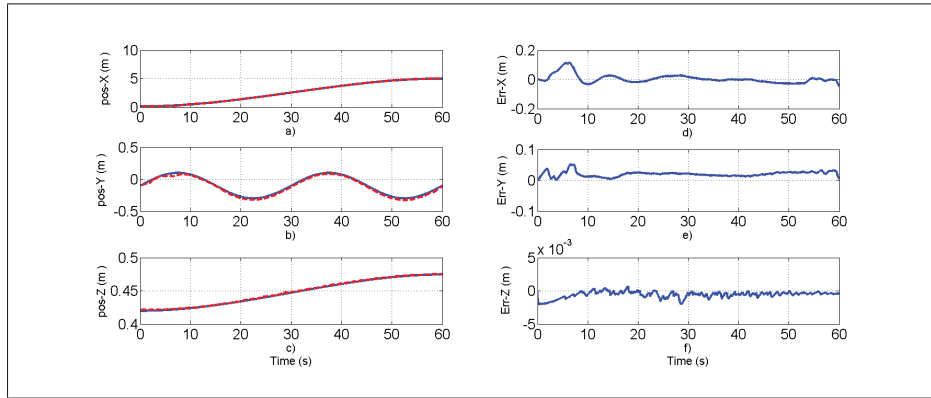 10
5
0
pos-X (m )
0 10 20 30 40 50 60
a)
0.5
0
-0.5
pos-Y (m )
0 10 20 30 40 50 60
b)
0.5
0.45
0.4
pos-Z (m )
0 10 20 30 40 50 60
c)
Time (s)
0.2
0
-0.2
Err-X (m )
0 10 20 30 40 50 60
d)
0.1
0
-0.1
Err-Y (m )
0 10 20 30 40 50 60
e)
x 10⁻³
5
0
-5
Err-Z (m )
0 10 20 30 40 50 60
f)
Time (s)